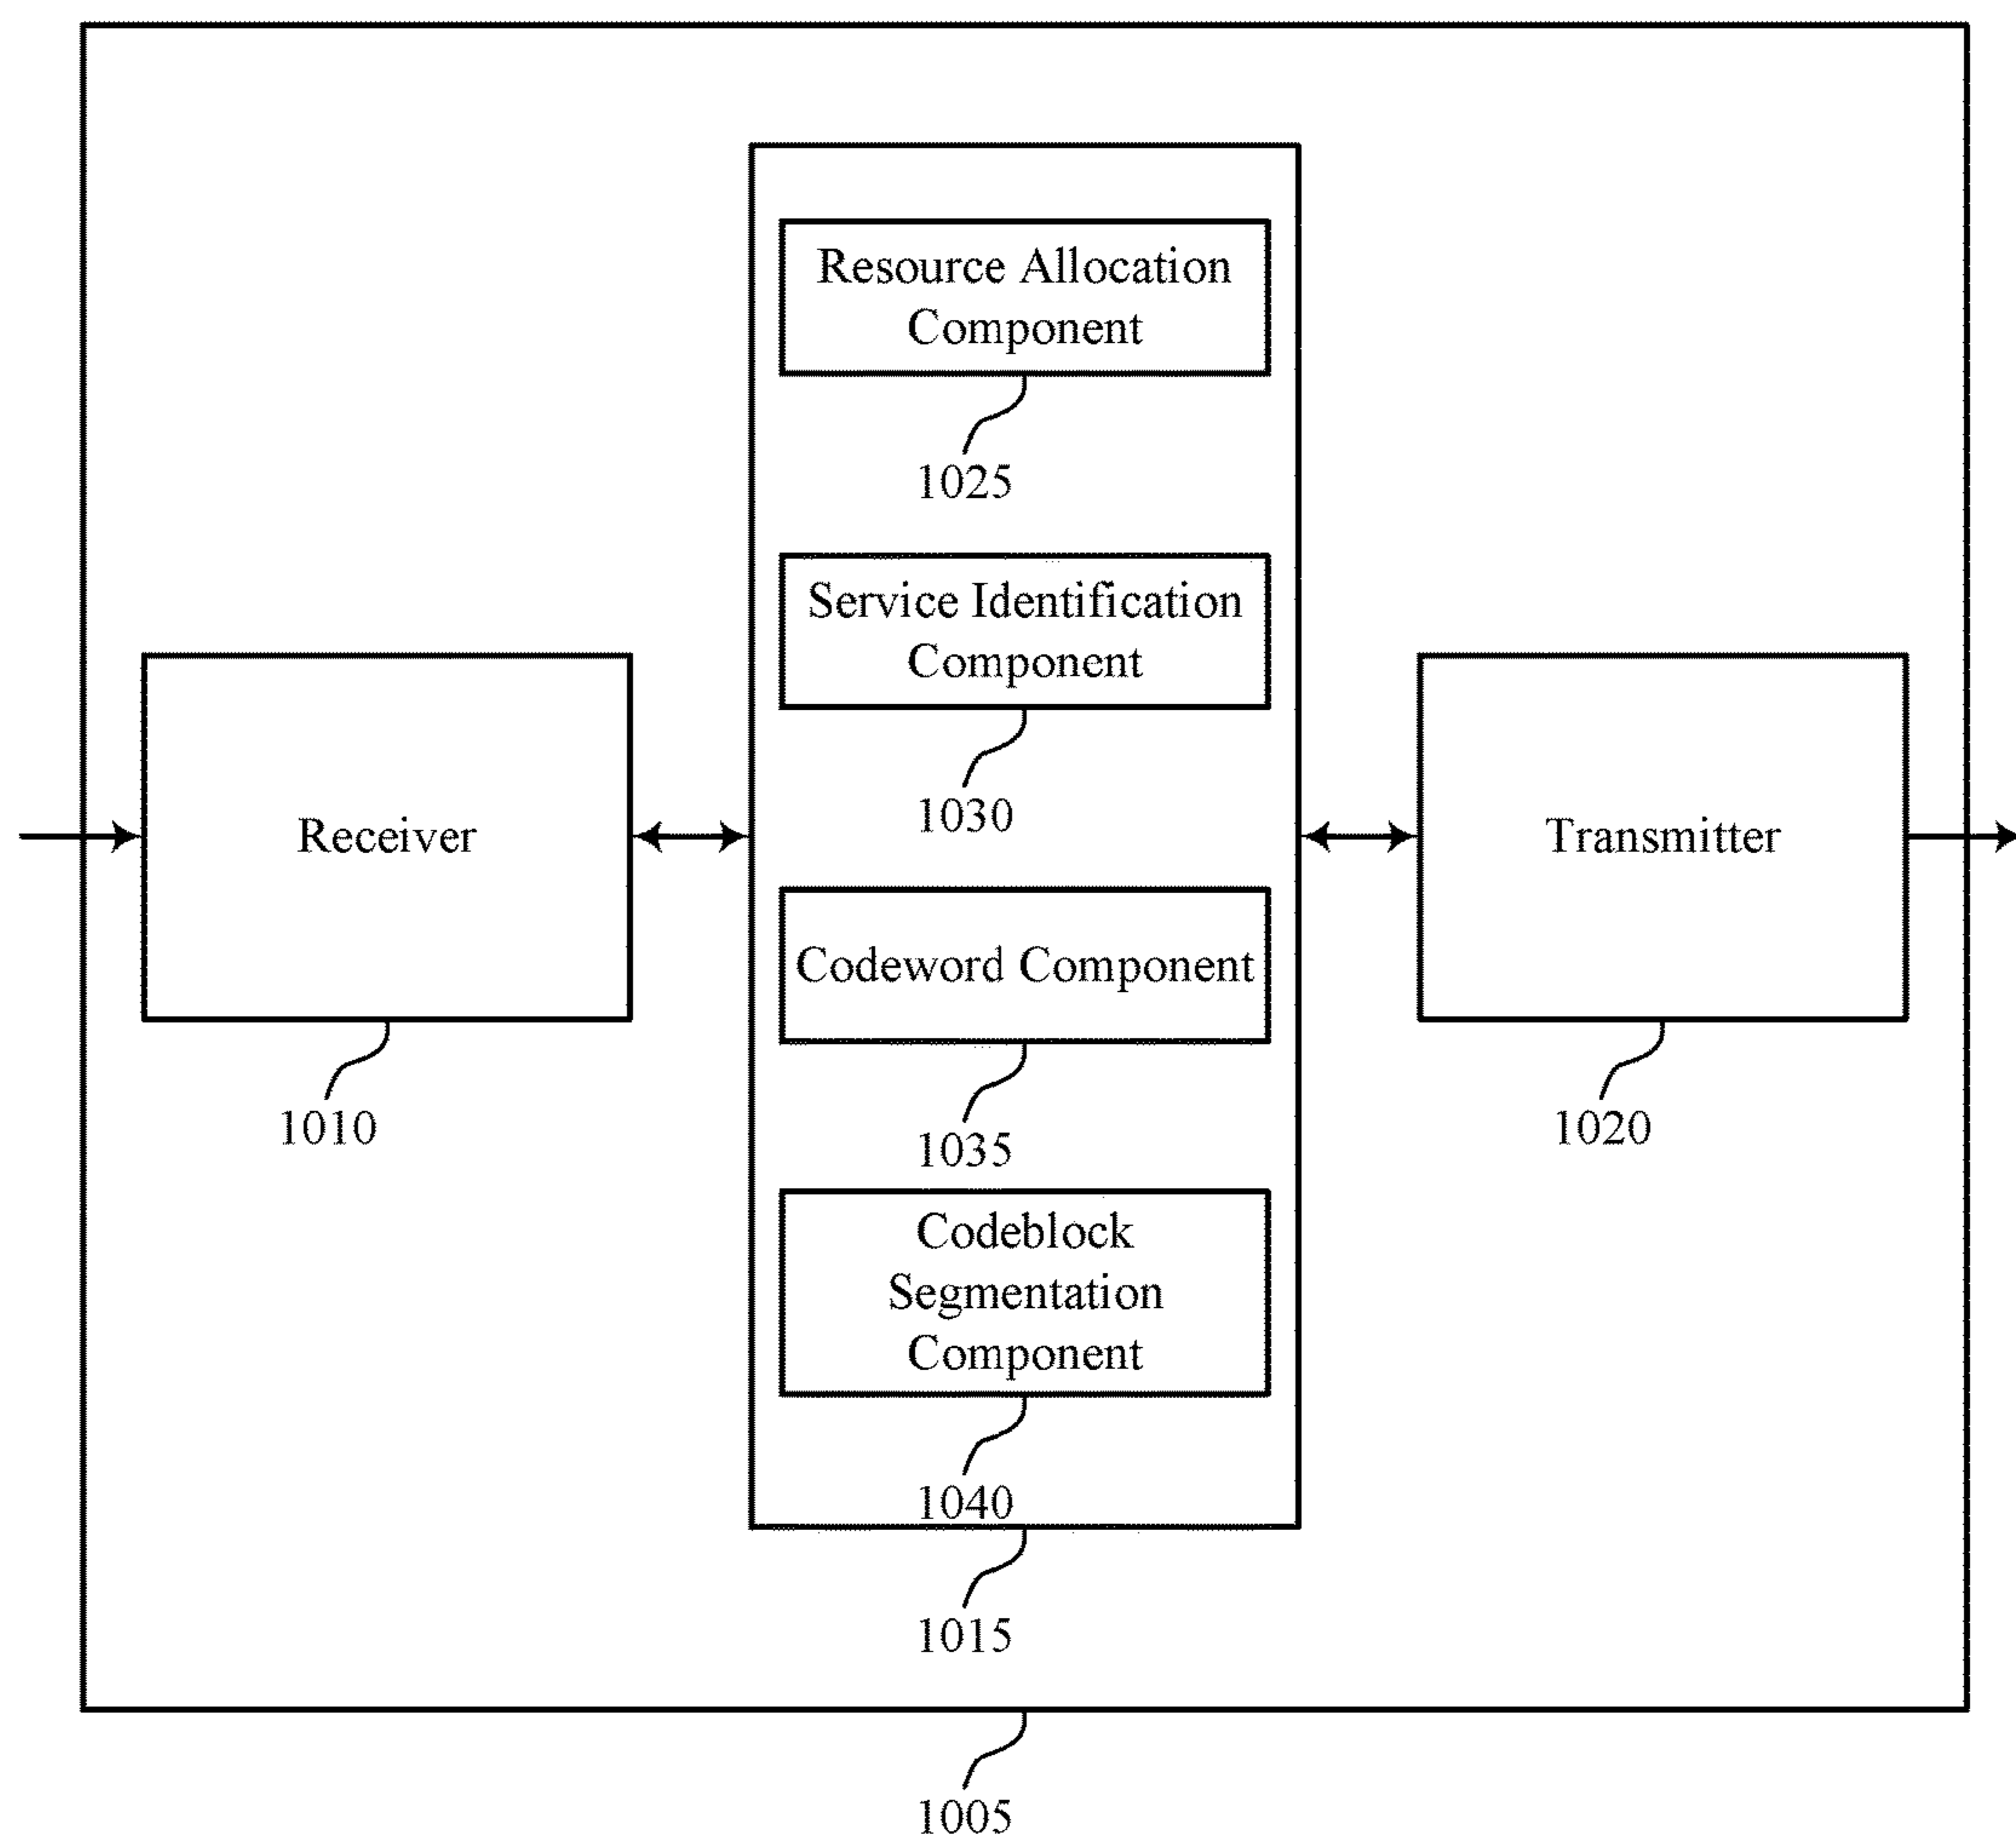 Resource Allocation
Component
1025
Service Identification
Component
1030
Receiver
1010
Codeword Component
1035
Transmitter
1020
Codeblock
Segmentation
Component
1040
1015
1005